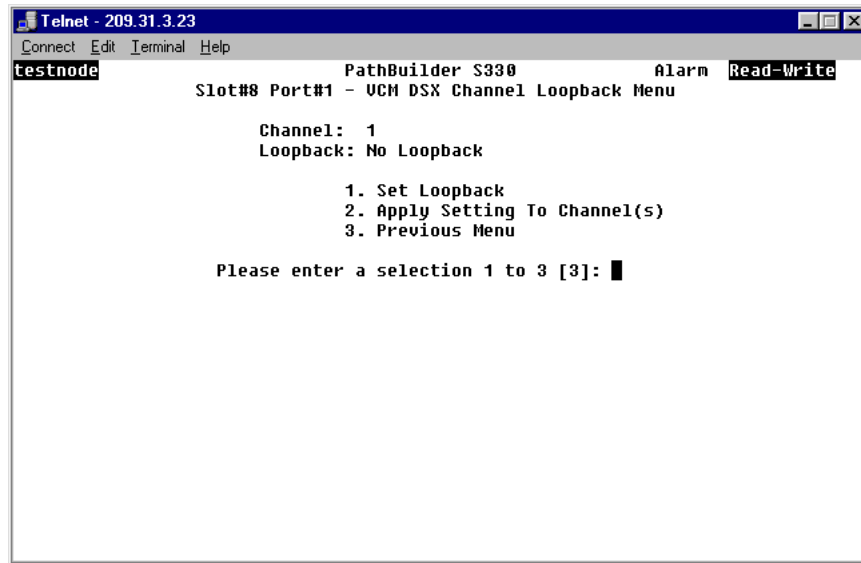 Telnet - 209.31.3.23
Connect Edit Terminal Help
testnode PathBuilder S330 Alarm Read-Write
Slot#8 Port#1 - VCM DSX Channel Loopback Menu
Channel: 1
Loopback: No Loopback
1. Set Loopback
2. Apply Setting To Channel(s)
3. Previous Menu
Please enter a selection 1 to 3 [3]: